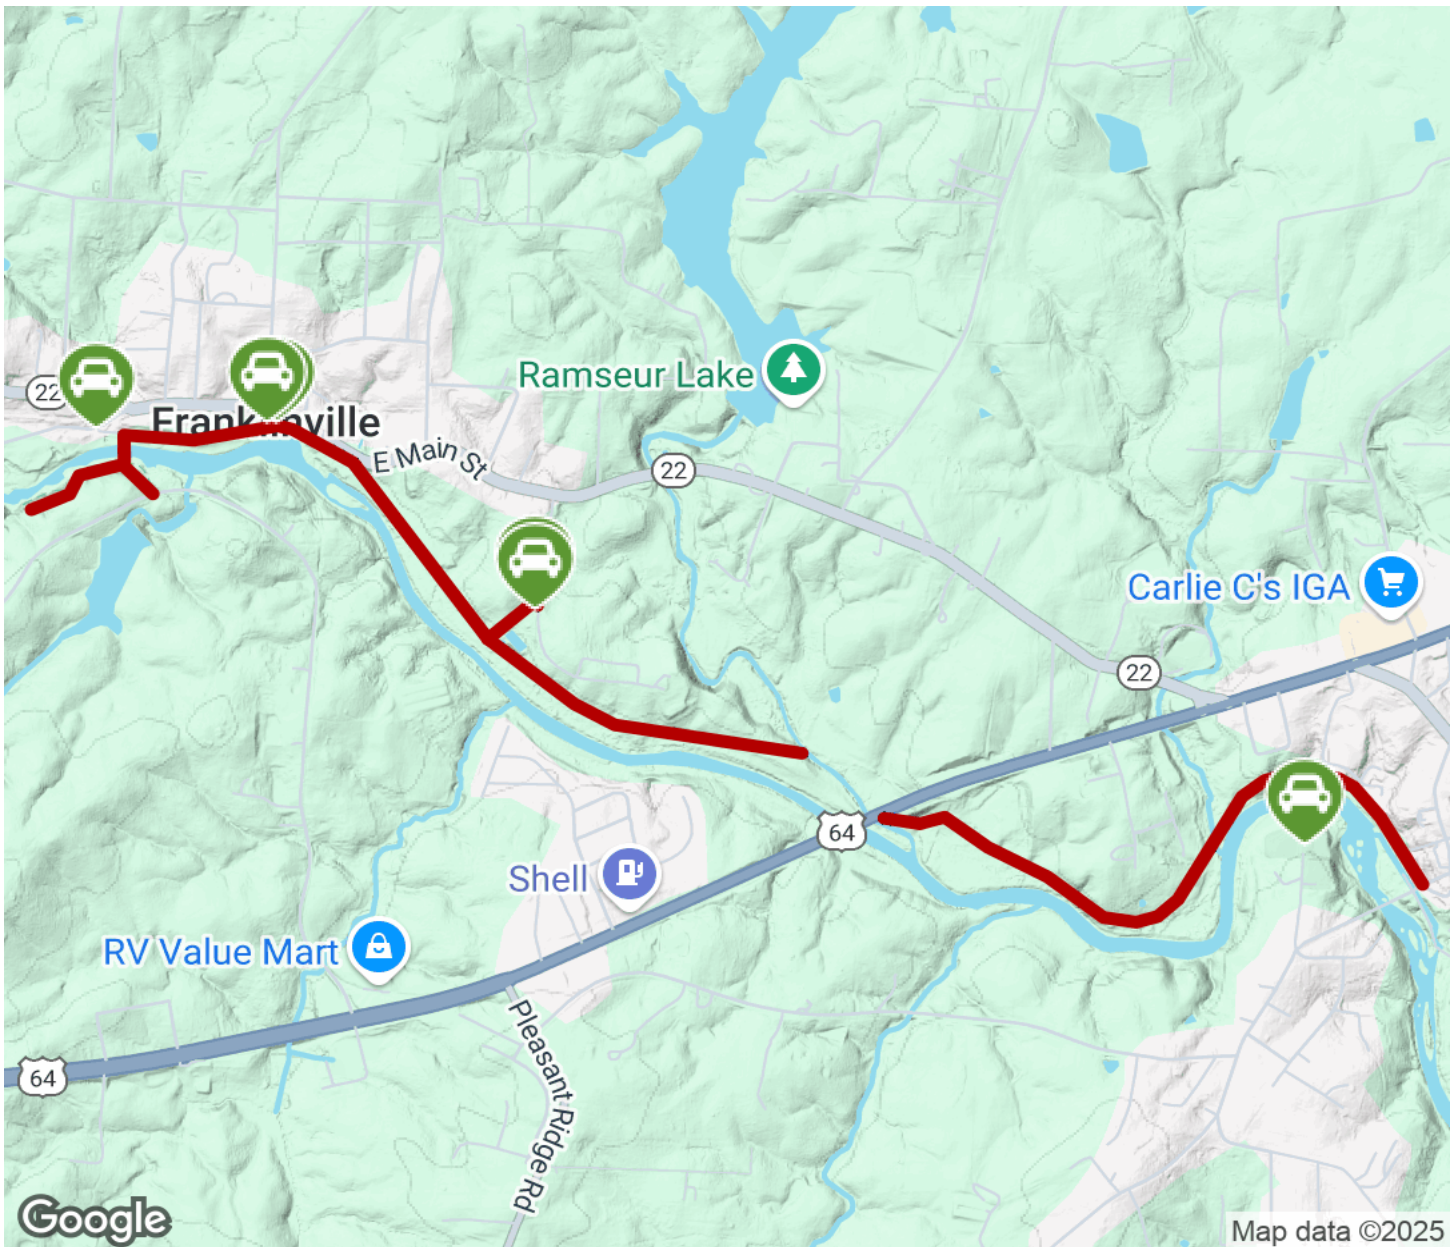 Ramseur Lake
22
Franklinville
E Main St
22
Carlie C's IGA
22
64
Shell
RV Value Mart
Pleasant Ridge Rd
64
Google
Map data ©2025